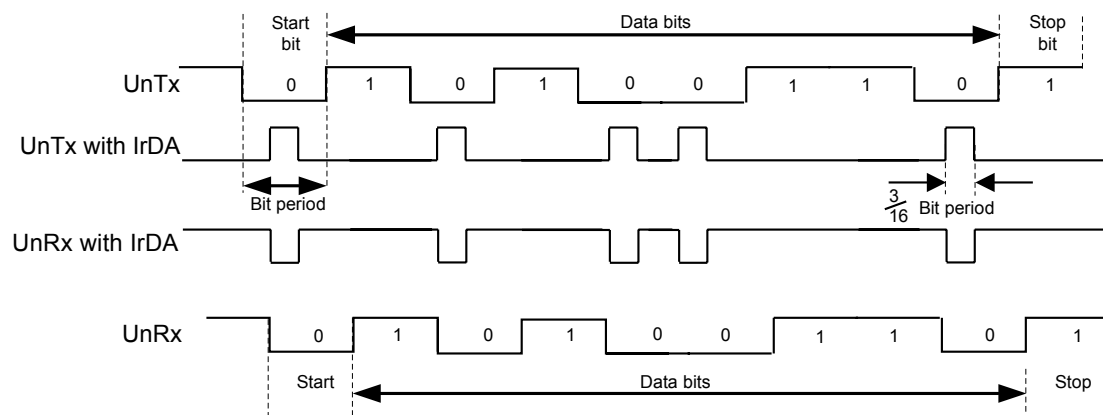 Start
bit
Data bits
Stop
bit
UnTx 0 1 0 1 0 0 1 1 0 1
UnTx with IrDA
Bit period
3/16 Bit period
UnRx with IrDA
UnRx 0 1 0 1 0 0 1 1 0 1
Start Data bits Stop